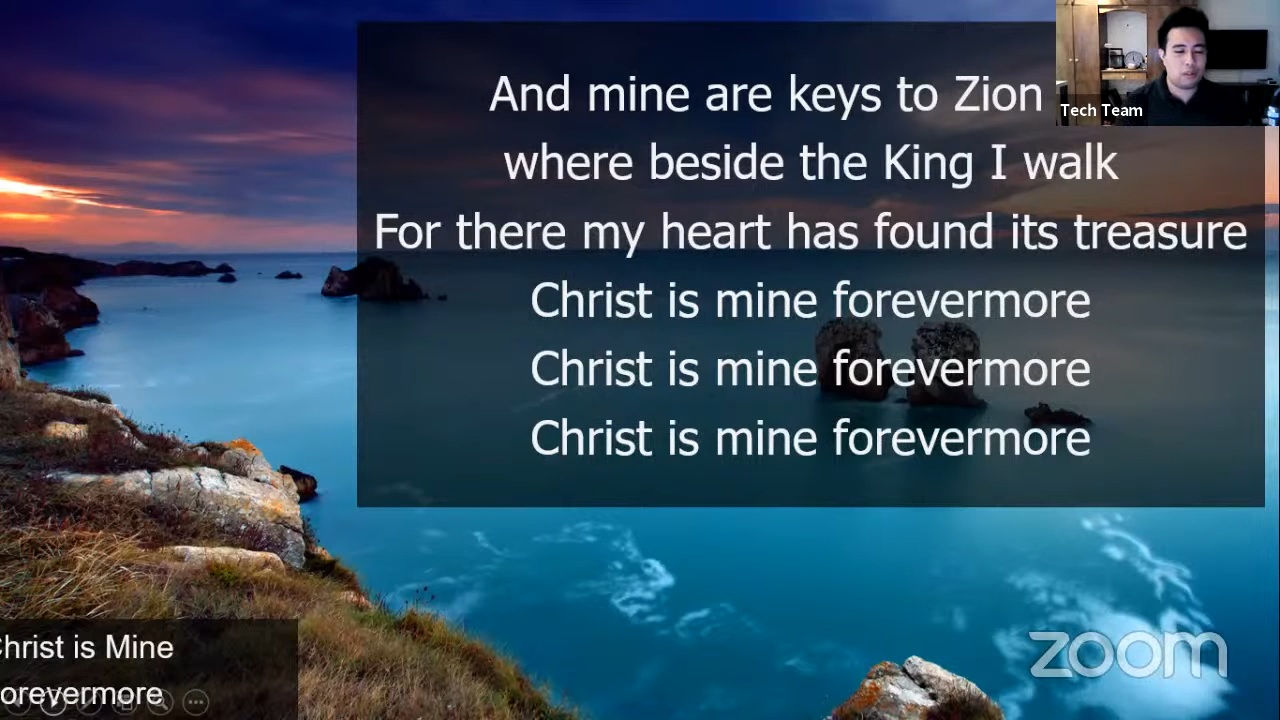 And mine are keys to Zion
where beside the King I walk
For there my heart has found its treasure
Christ is mine forevermore
Christ is mine forevermore
Christ is mine forevermore
Tech Team
hrist is Mine
orevermore
zoom